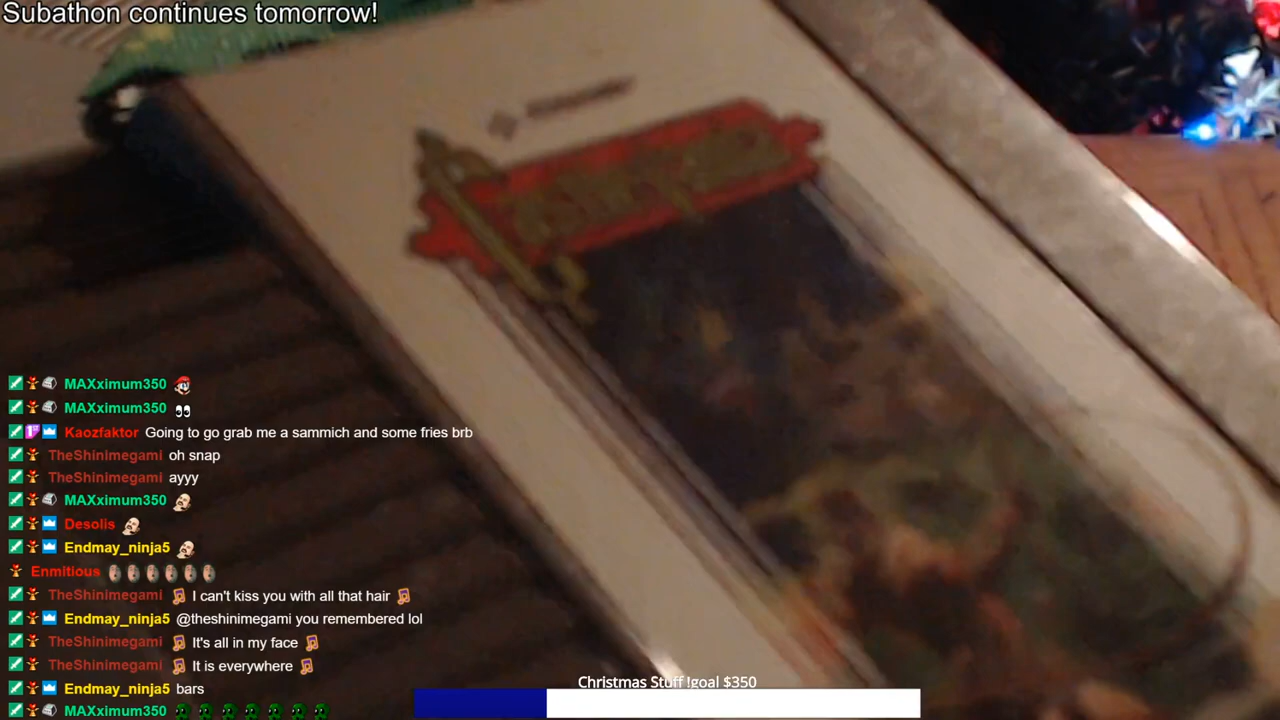 Subathon continues tomorrow!
MAXximum350
MAXximum350
Kaozfaktor Going to go grab me a sammich and some fries brb
TheShinimegami oh snap
TheShinimegami ayyy
MAXximum350
Desolis
Endmay_ninja5
Enmitious
TheShinimegami I can't kiss you with all that hair
Endmay_ninja5 @theshinimegami you remembered lol
TheShinimegami It's all in my face
TheShinimegami It is everywhere
Endmay_ninja5 bars
MAXximum350
Christmas Stuff !goal $350